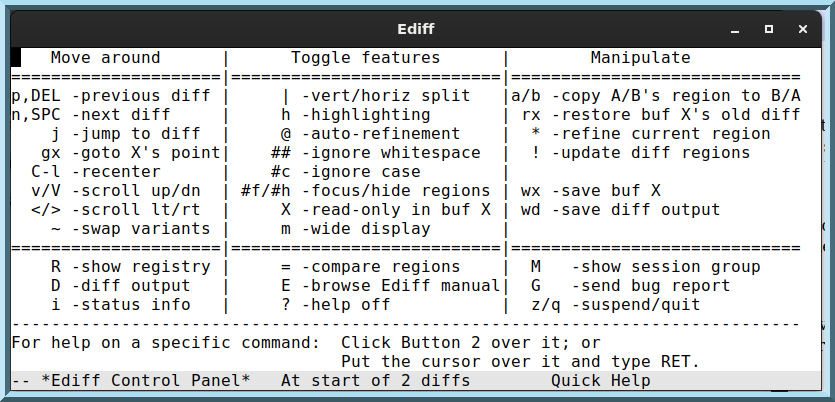 Ediff
    Move around      |      Toggle features      |        Manipulate
=====================|===========================|=============================
p,DEL -previous diff |     | -vert/horiz split   |a/b -copy A/B's region to B/A
n,SPC -next diff     |     h -highlighting       | rx -restore buf X's old diff
    j -jump to diff  |     @ -auto-refinement    |  * -refine current region
   gx -goto X's point|    ## -ignore whitespace  |  ! -update diff regions
  C-l -recenter      |    #c -ignore case        |
  v/V -scroll up/dn  | #f/#h -focus/hide regions | wx -save buf X
  </> -scroll lt/rt  |     X -read-only in buf X | wd -save diff output
    ~ -swap variants |     m -wide display       |
=====================|===========================|=============================
    R -show registry |     = -compare regions    |  M   -show session group
    D -diff output   |     E -browse Ediff manual|  G   -send bug report
    i -status info   |     ? -help off           |  z/q -suspend/quit
-------------------------------------------------------------------------------
For help on a specific command:  Click Button 2 over it; or
                                 Put the cursor over it and type RET.
-- *Ediff Control Panel*   At start of 2 diffs        Quick Help